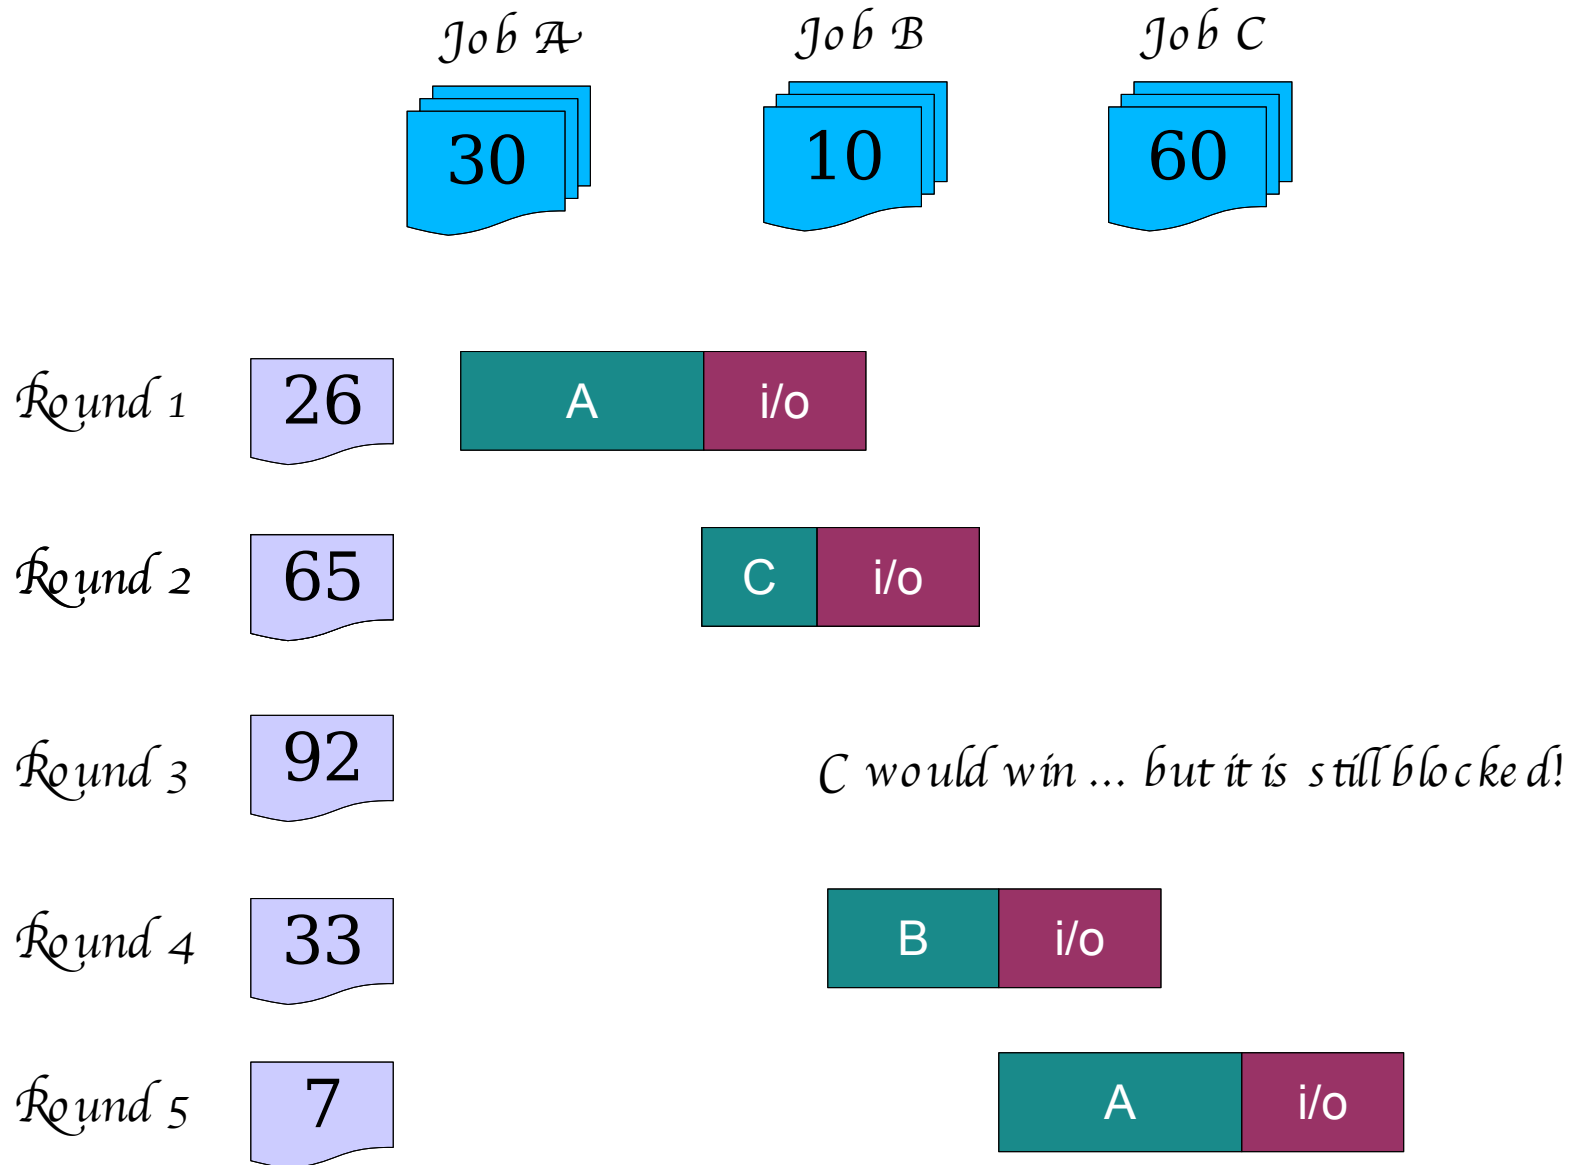 Job A Job B Job C
30 10 60
Round 1 26 A i/o
Round 2 65 C i/o
Round 3 92 C would win ... but it is still blocked!
Round 4 33 B i/o
Round 5 7 A i/o